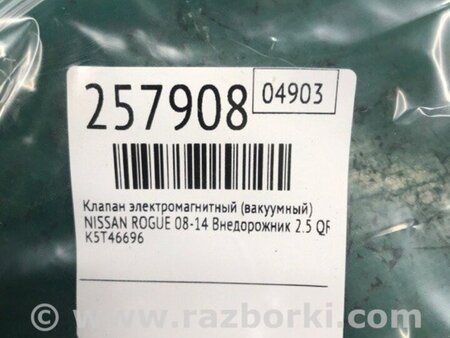 257908
04903
Клапан электромагнитный (вакуумный)
NISSAN ROGUE 08-14 Внедорожник 2.5 QR
K5T46696
© www.razborki.com